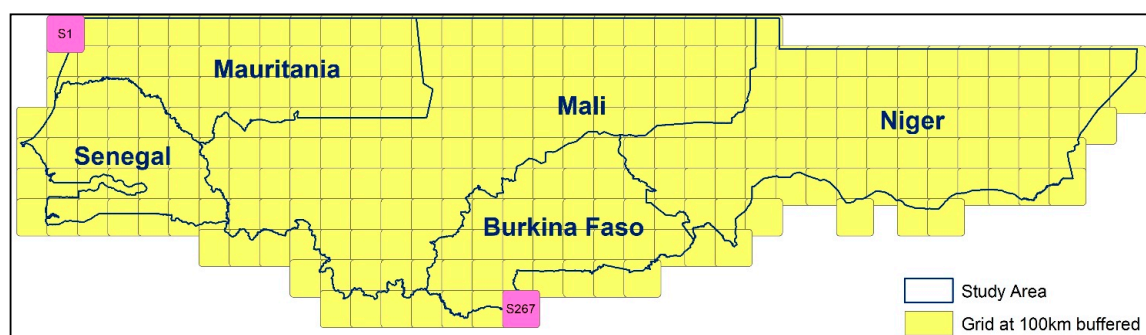 S1
Mauritania
Mali
Niger
Senegal
Burkina Faso
S267
Study Area
Grid at 100km buffered